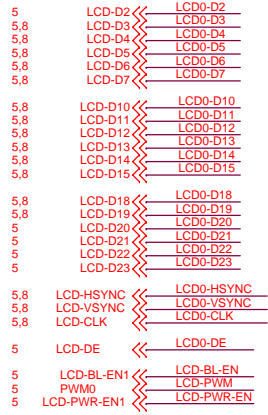 5 LCD-D2 LCD0-D2
5,8 LCD-D3 LCD0-D3
5,8 LCD-D4 LCD0-D4
5,8 LCD-D5 LCD0-D5
5,8 LCD-D6 LCD0-D6
5,8 LCD-D7 LCD0-D7
5,8 LCD-D10 LCD0-D10
5,8 LCD-D11 LCD0-D11
5,8 LCD-D12 LCD0-D12
5,8 LCD-D13 LCD0-D13
5,8 LCD-D14 LCD0-D14
5,8 LCD-D15 LCD0-D15
5,8 LCD-D18 LCD0-D18
5,8 LCD-D19 LCD0-D19
5 LCD-D20 LCD0-D20
5 LCD-D21 LCD0-D21
5 LCD-D22 LCD0-D22
5 LCD-D23 LCD0-D23
5,8 LCD-HSYNC LCD0-HSYNC
5,8 LCD-VSYNC LCD0-VSYNC
5,8 LCD-CLK LCD0-CLK
5 LCD-DE LCD0-DE
5 LCD-BL-EN1 LCD-BL-EN
5 PWM0 LCD-PWM
5 LCD-PWR-EN1 LCD-PWR-EN